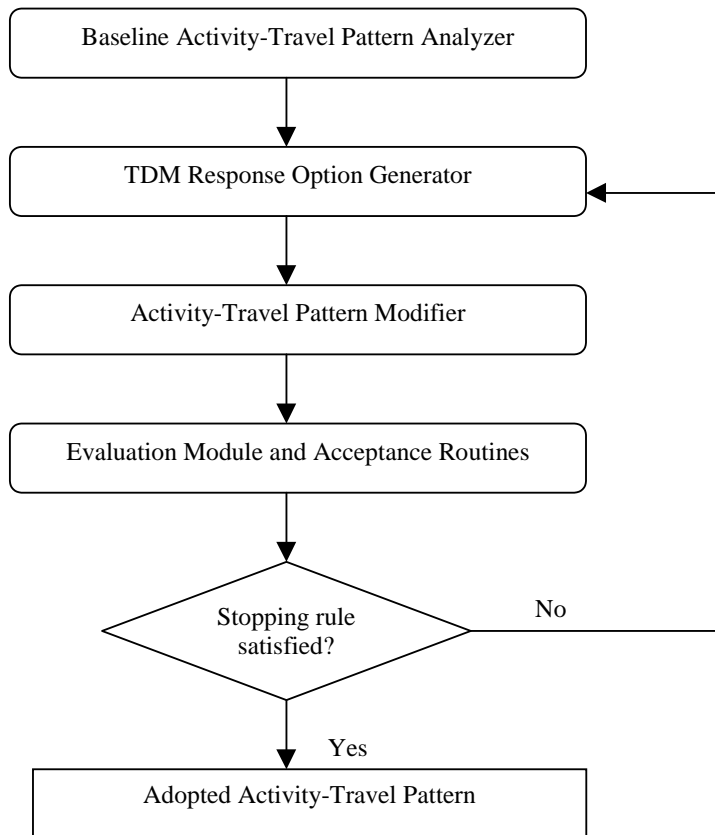 Baseline Activity-Travel Pattern Analyzer
TDM Response Option Generator
Activity-Travel Pattern Modifier
Evaluation Module and Acceptance Routines
Stopping rule
satisfied?
No
Yes
Adopted Activity-Travel Pattern